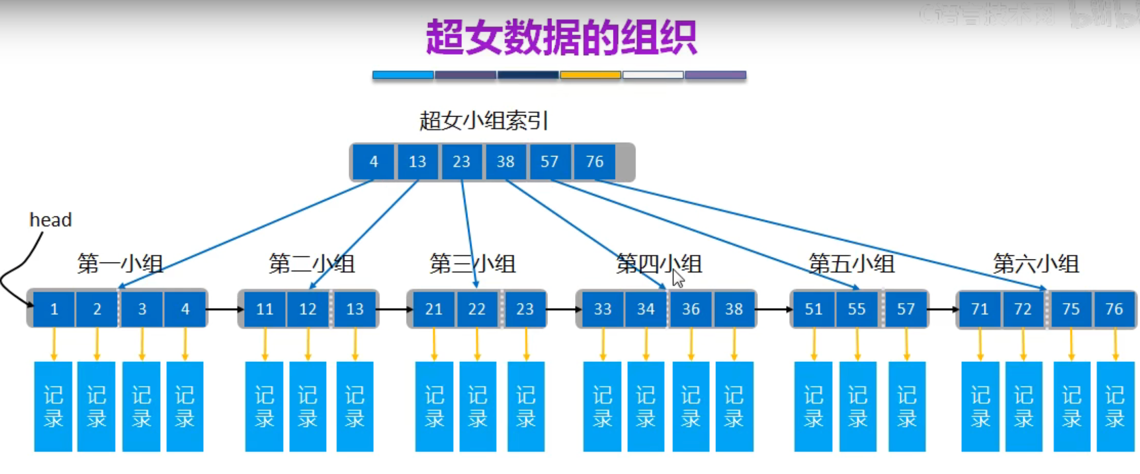 bilibili
超女数据的组织
超女小组索引
4 13 23 38 57 76
head
第一小组 第二小组 第三小组 第四小组 第五小组 第六小组
1 2 3 4 11 12 13 21 22 23 33 34 36 38 51 55 57 71 72 75 76
记录 记录 记录 记录 记录 记录 记录 记录 记录 记录 记录 记录 记录 记录 记录 记录 记录 记录 记录 记录 记录